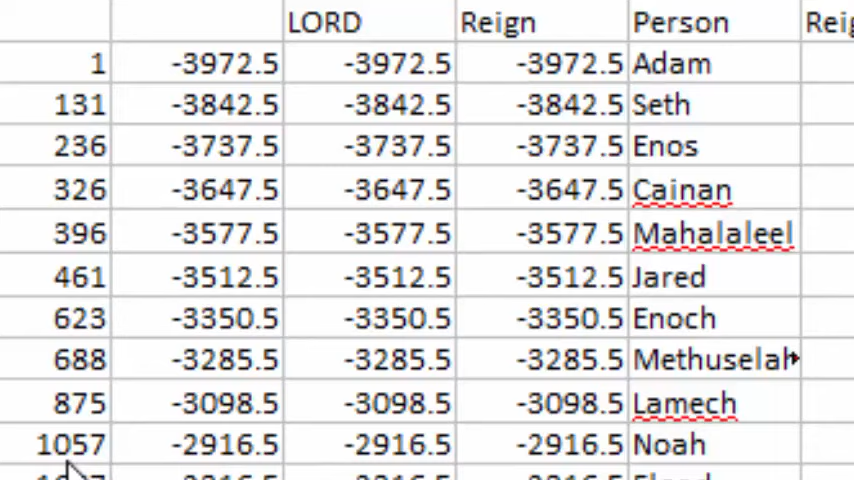 LORD Reign Person Reig
1 -3972.5 -3972.5 -3972.5 Adam
131 -3842.5 -3842.5 -3842.5 Seth
236 -3737.5 -3737.5 -3737.5 Enos
326 -3647.5 -3647.5 -3647.5 Cainan
396 -3577.5 -3577.5 -3577.5 Mahalaleel
461 -3512.5 -3512.5 -3512.5 Jared
623 -3350.5 -3350.5 -3350.5 Enoch
688 -3285.5 -3285.5 -3285.5 Methuselah
875 -3098.5 -3098.5 -3098.5 Lamech
1057 -2916.5 -2916.5 -2916.5 Noah